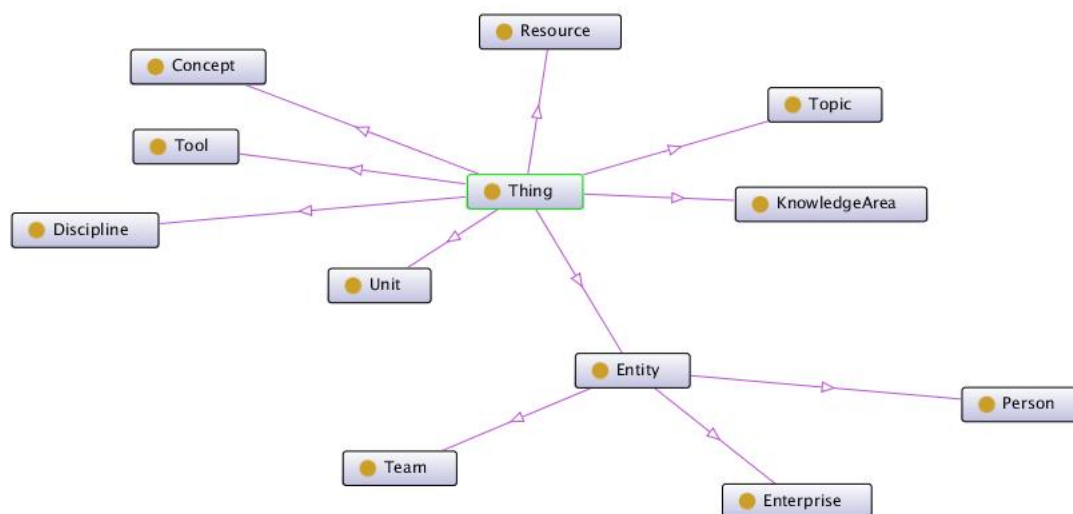 Resource
Concept
Topic
Tool
Thing
KnowledgeArea
Discipline
Unit
Entity
Person
Team
Enterprise